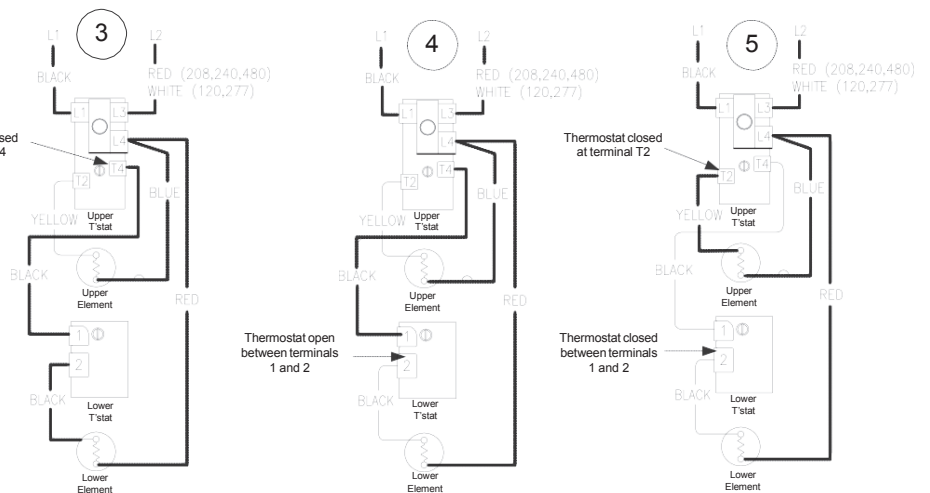 3
L1
L2
BLACK
RED (208,240,480)
WHITE (120,277)
L1
L3
L4
sed
4
T4
T2
BLUE
YELLOW
Upper
T'stat
BLACK
Upper
Element
RED
1
2
BLACK
Lower
T'stat
Lower
Element
4
L1
L2
BLACK
RED (208,240,480)
WHITE (120,277)
L1
L3
L4
T4
T2
BLUE
YELLOW
Upper
T'stat
BLACK
Upper
Element
RED
Thermostat open
between terminals
1 and 2
1
2
BLACK
Lower
T'stat
Lower
Element
5
L1
L2
BLACK
RED (208,240,480)
WHITE (120,277)
L1
L3
L4
Thermostat closed
at terminal T2
T4
T2
BLUE
YELLOW
Upper
T'stat
BLACK
Upper
Element
RED
Thermostat closed
between terminals
1 and 2
1
2
BLACK
Lower
T'stat
Lower
Element